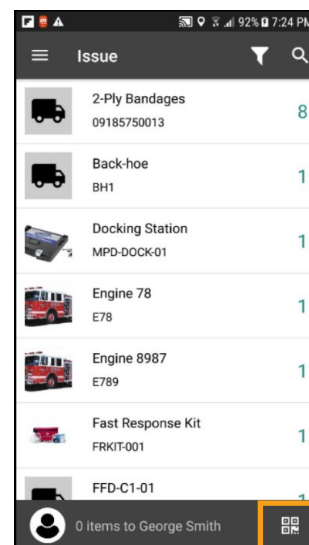 92% 7:24 PM
Issue
2-Ply Bandages
09185750013
8
Back-hoe
BH1
1
Docking Station
MPD-DOCK-01
1
Engine 78
E78
1
Engine 8987
E789
1
Fast Response Kit
FRKIT-001
1
FFD-C1-01
1
0 items to George Smith